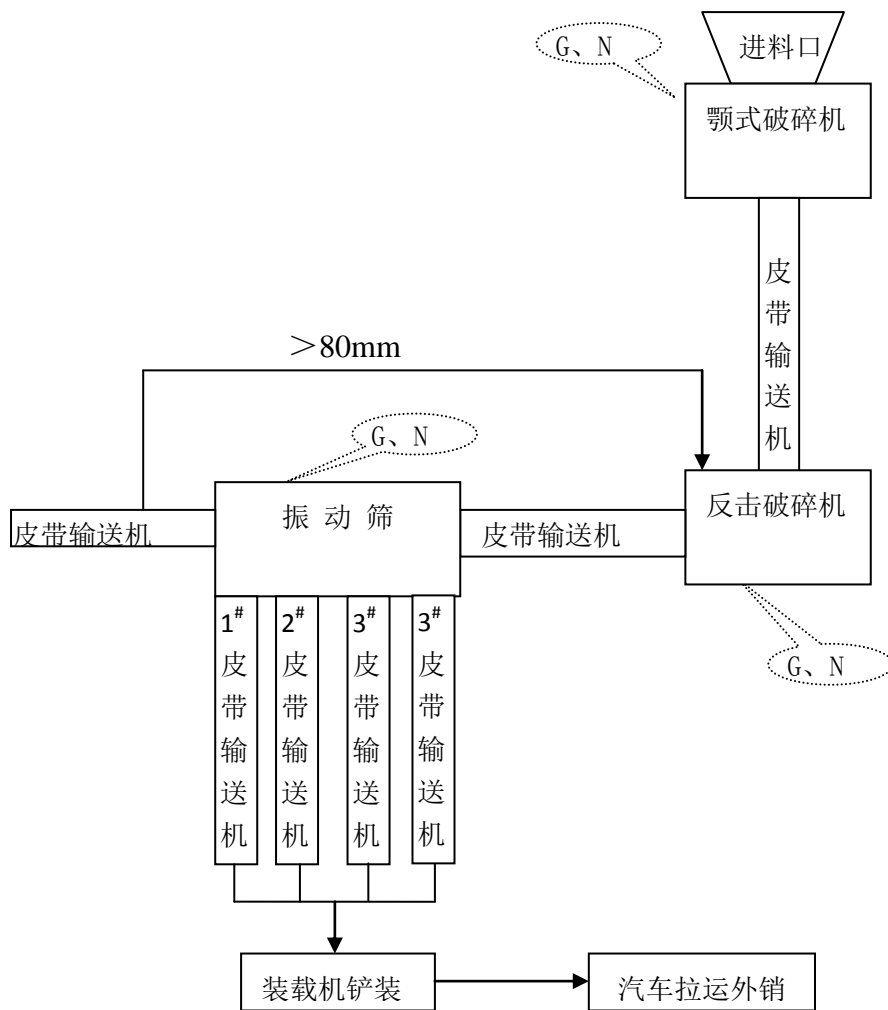 进料口
G、N
颚式破碎机
皮带输送机
>80mm
G、N
振动筛
反击破碎机
皮带输送机
皮带输送机
G、N
1# 皮带输送机
2# 皮带输送机
3# 皮带输送机
3# 皮带输送机
装载机铲装
汽车拉运外销